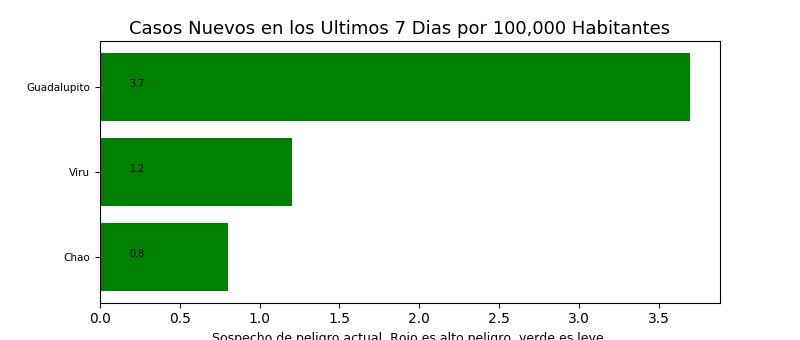 Casos Nuevos en los Ultimos 7 Dias por 100,000 Habitantes
Guadalupito
3.7
Viru
1.2
Chao
0.8
0.0 0.5 1.0 1.5 2.0 2.5 3.0 3.5
Sospecho de peligro actual. Rojo es alto peligro, verde es leve